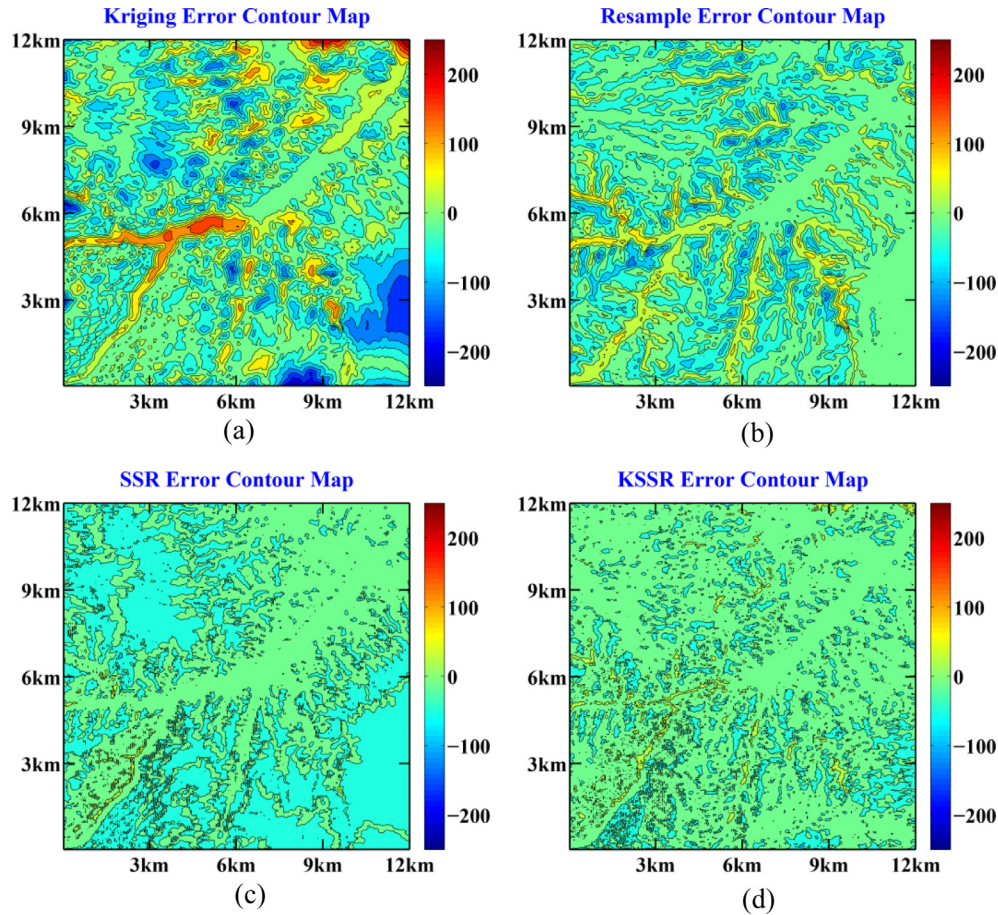 Kriging Error Contour Map
12km
9km
6km
3km
3km 6km 9km 12km
200
100
0
−100
−200
(a)
Resample Error Contour Map
12km
9km
6km
3km
3km 6km 9km 12km
200
100
0
−100
−200
(b)
SSR Error Contour Map
12km
9km
6km
3km
3km 6km 9km 12km
200
100
0
−100
−200
(c)
KSSR Error Contour Map
12km
9km
6km
3km
3km 6km 9km 12km
200
100
0
−100
−200
(d)